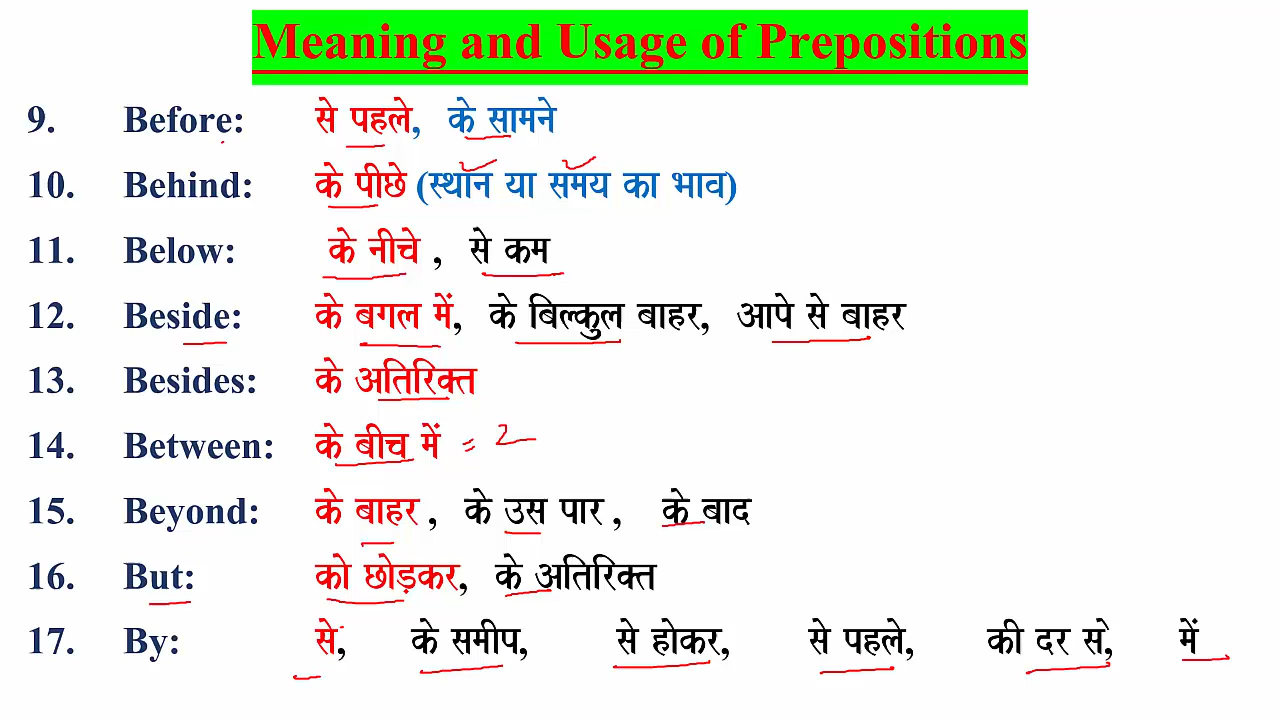 Meaning and Usage of Prepositions
9. Before: से पहले, के सामने
10. Behind: के पीछे (स्थान या समय का भाव)
11. Below: के नीचे , से कम
12. Beside: के बगल में, के बिल्कुल बाहर, आपे से बाहर
13. Besides: के अतिरिक्त
14. Between: के बीच में = 2
15. Beyond: के बाहर , के उस पार , के बाद
16. But: को छोड़कर, के अतिरिक्त
17. By: से, के समीप, से होकर, से पहले, की दर से, में